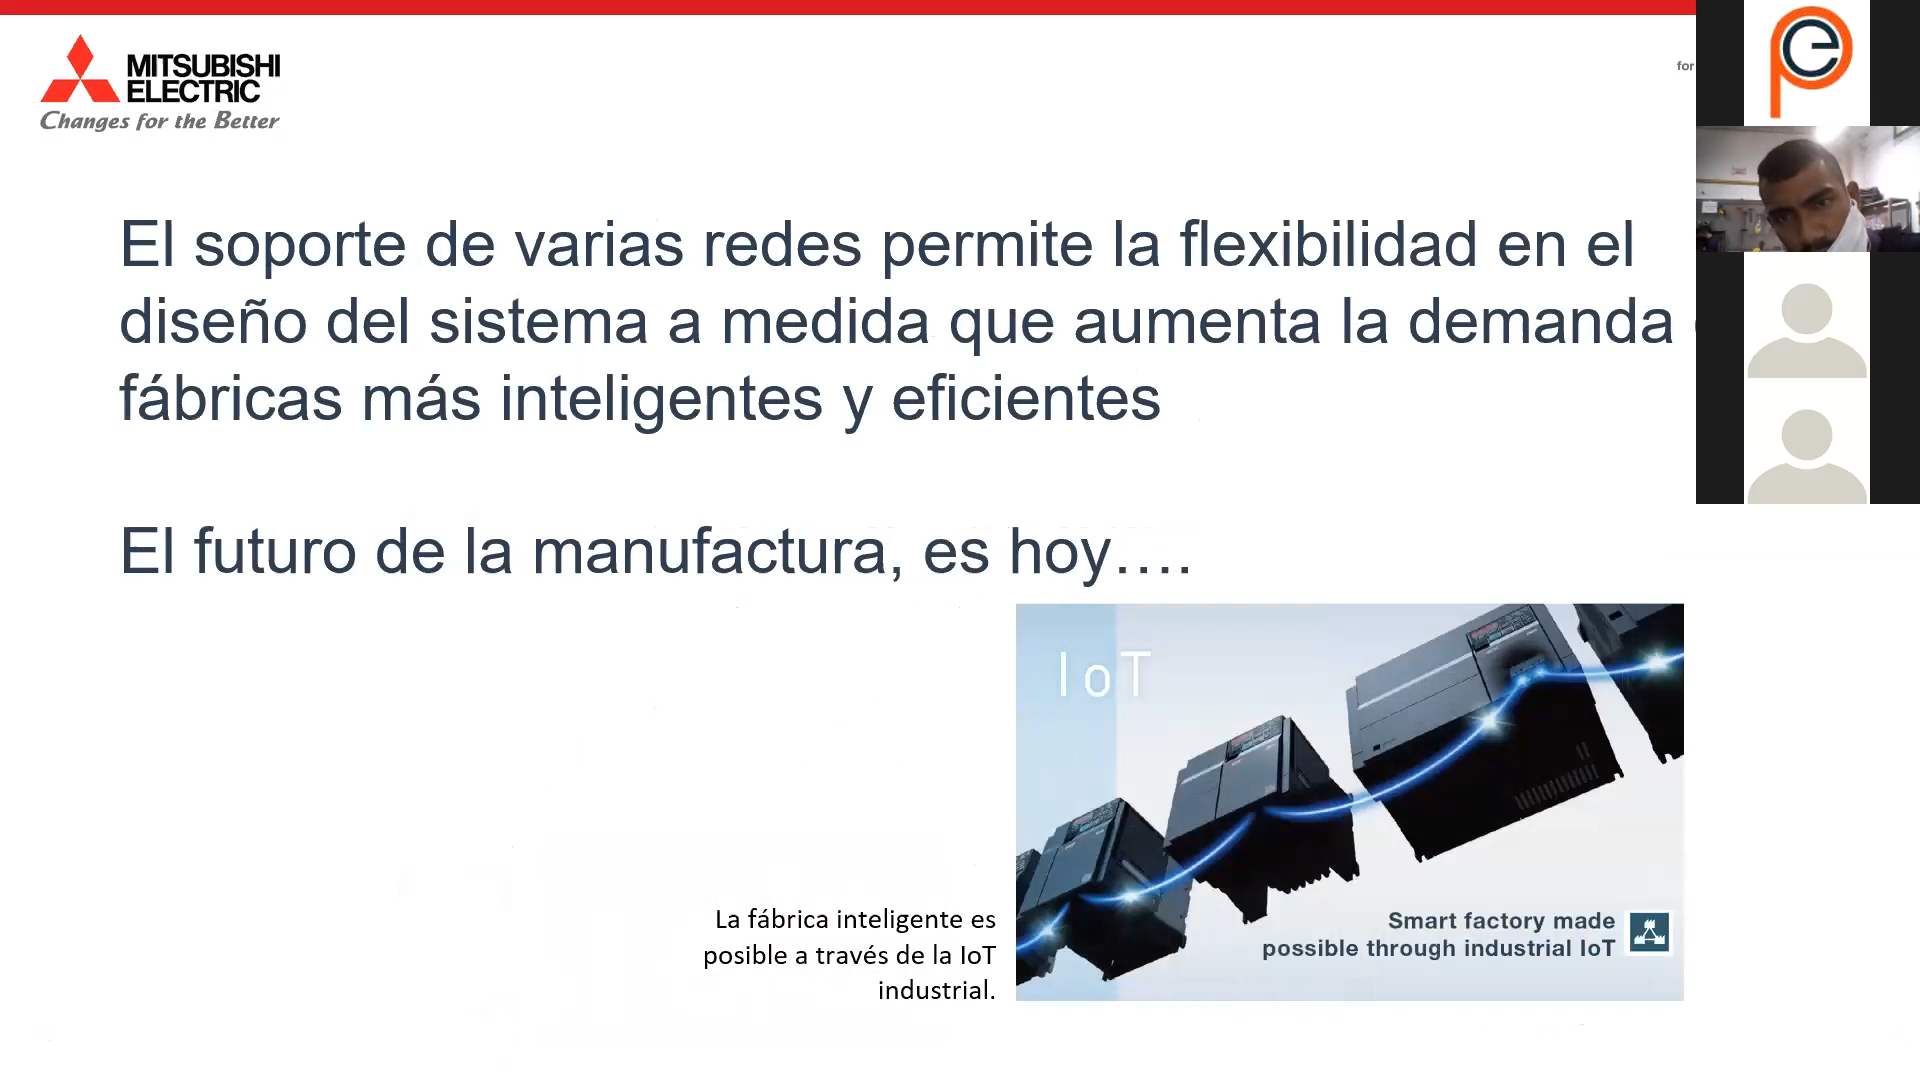 MITSUBISHI
ELECTRIC
Changes for the Better
for
El soporte de varias redes permite la flexibilidad en el
diseño del sistema a medida que aumenta la demanda
fábricas más inteligentes y eficientes
El futuro de la manufactura, es hoy....
IoT
La fábrica inteligente es
posible a través de la IoT
industrial.
Smart factory made
possible through industrial IoT